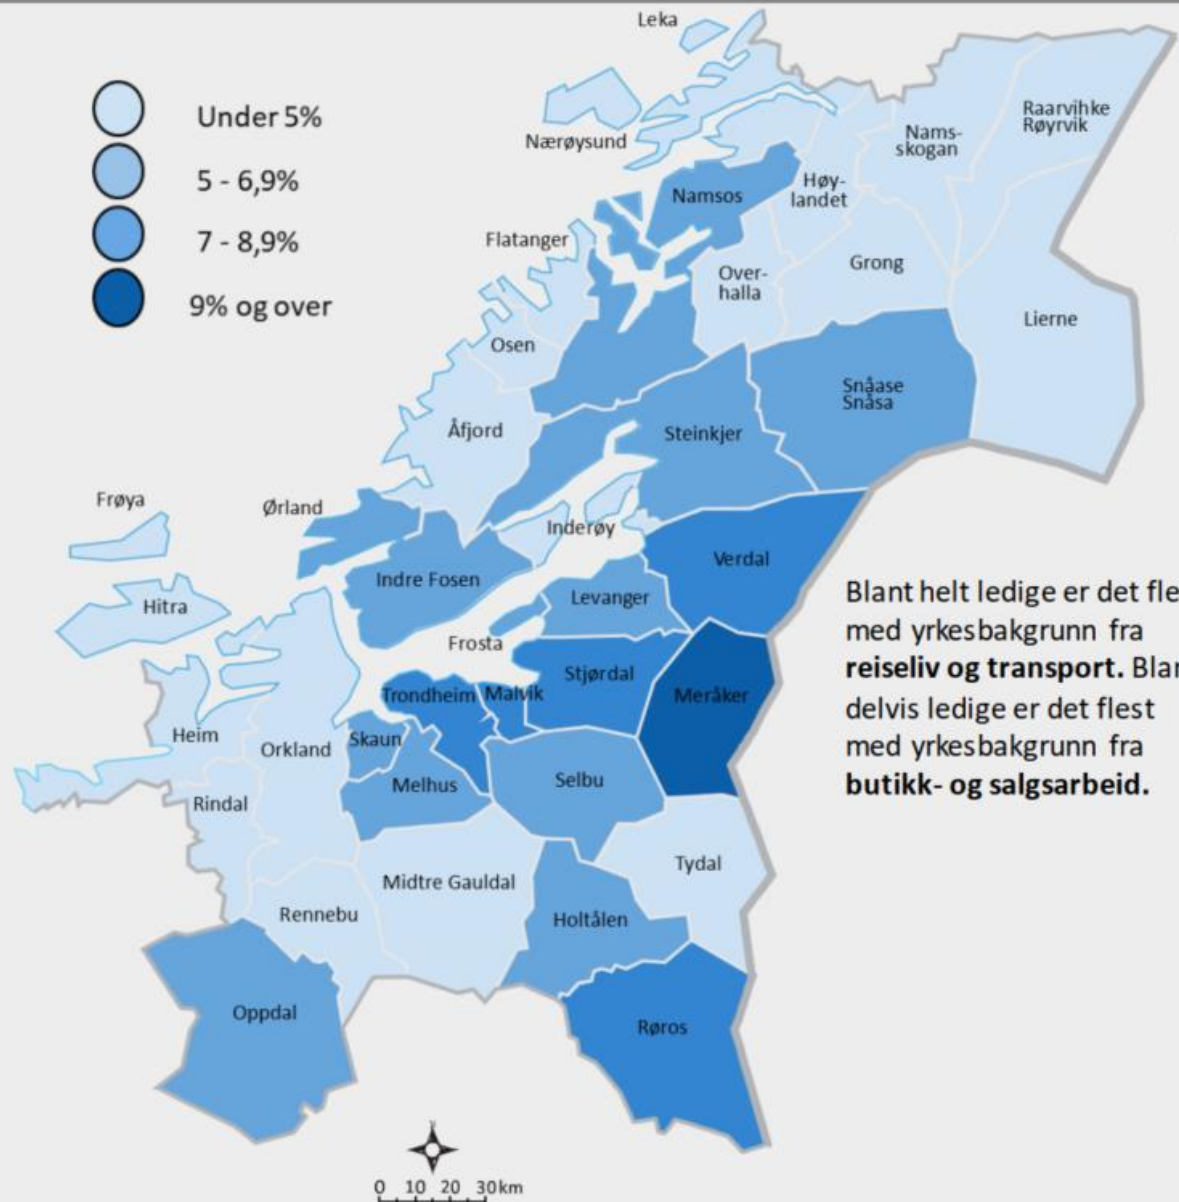 Leka
Under 5%
5 - 6,9%
7 - 8,9%
9% og over
Nærøysund
Raarvihke
Røyrvik
Nams-
skogan
Høy-
landet
Namsos
Flatanger
Over-
halla
Grong
Lierne
Osen
Snåase
Snåsa
Åfjord
Steinkjer
Frøya
Ørland
Inderøy
Verdal
Indre Fosen
Levanger
Hitra
Frosta
Stjørdal
Trondheim
Malvik
Meråker
Heim
Orkland
Skaun
Melhus
Selbu
Rindal
Tydal
Midtre Gauldal
Rennebu
Holtålen
Oppdal
Røros
Blant helt ledige er det fle
med yrkesbakgrunn fra
reiseliv og transport. Blan
delvis ledige er det flest
med yrkesbakgrunn fra
butikk- og salgsarbeid.
0 10 20 30 km